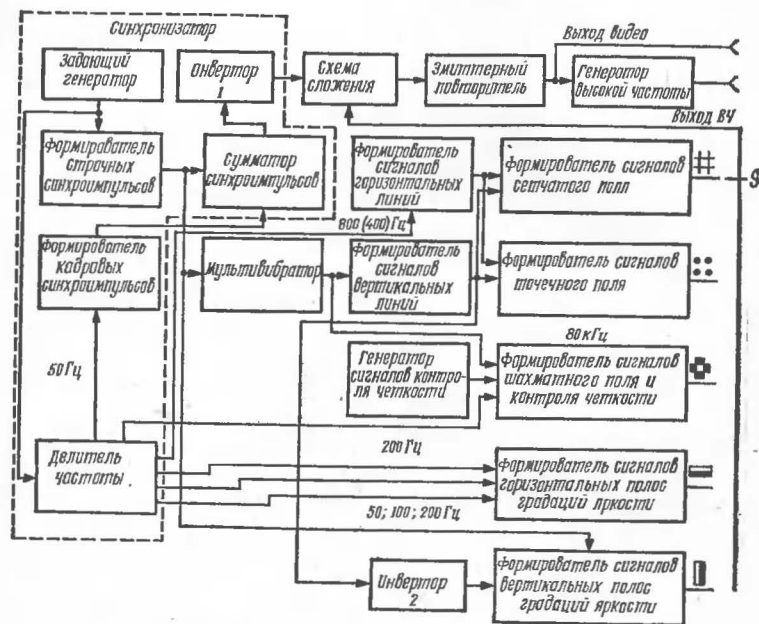 Синхронизатор
Выход видео
Задающий
генератор
Инвертор
1
Схема
сложения
Эмиттерный
повторитель
Генератор
высокой частоты
Выход ВЧ
Формирователь
строчных
синхроимпульсов
Сумматор
синхроимпульсов
Формирователь
сигналов
горизонтальных
линий
Формирователь сигналов
сетчатого поля
S
800 (400) Гц
Формирователь
кадровых
синхроимпульсов
Мультивибратор
Формирователь
сигналов
вертикальных
линий
Формирователь сигналов
точечного поля
80 кГц
50 Гц
Генератор
сигналов контро-
ля четкости
Формирователь сигналов
шахматного поля и
контроля четкости
200 Гц
Делитель
частоты
Формирователь сигналов
горизонтальных полос
градаций яркости
50; 100; 200 Гц
Инвертор
2
Формирователь сигналов
вертикальных полос
градаций яркости